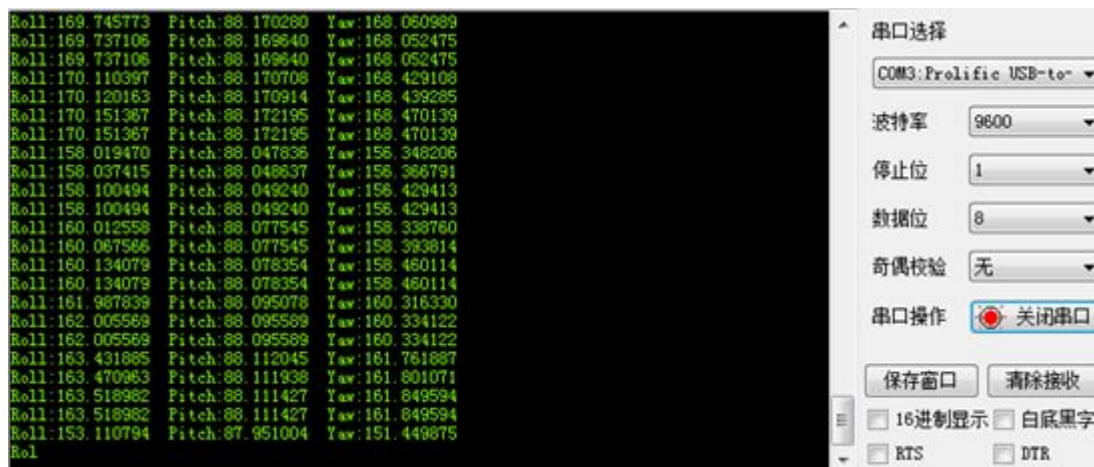 Roll:169.745773  Pitch:88.170280  Yaw:168.060989
Roll:169.737106  Pitch:88.169640  Yaw:168.052475
Roll:169.737106  Pitch:88.169640  Yaw:168.052475
Roll:170.110397  Pitch:88.170708  Yaw:168.429108
Roll:170.120163  Pitch:88.170914  Yaw:168.439285
Roll:170.151367  Pitch:88.172195  Yaw:168.470139
Roll:170.151367  Pitch:88.172195  Yaw:168.470139
Roll:158.019470  Pitch:88.047836  Yaw:156.348206
Roll:158.037415  Pitch:88.048637  Yaw:156.366791
Roll:158.100494  Pitch:88.049240  Yaw:156.429413
Roll:158.100494  Pitch:88.049240  Yaw:156.429413
Roll:160.012558  Pitch:88.077545  Yaw:158.338760
Roll:160.067566  Pitch:88.077545  Yaw:158.393814
Roll:160.134079  Pitch:88.078354  Yaw:158.460114
Roll:160.134079  Pitch:88.078354  Yaw:158.460114
Roll:161.987839  Pitch:88.095078  Yaw:160.316330
Roll:162.005569  Pitch:88.095589  Yaw:160.334122
Roll:162.005569  Pitch:88.095589  Yaw:160.334122
Roll:163.431885  Pitch:88.112045  Yaw:161.761887
Roll:163.470963  Pitch:88.111938  Yaw:161.801071
Roll:163.518982  Pitch:88.111427  Yaw:161.849594
Roll:163.518982  Pitch:88.111427  Yaw:161.849594
Roll:153.110794  Pitch:87.951004  Yaw:151.449875
Rol
串口选择
COM3:Prolific USB-to-
波特率 9600
停止位 1
数据位 8
奇偶校验 无
串口操作 关闭串口
保存窗口 清除接收
16进制显示 白底黑字
RTS DTR